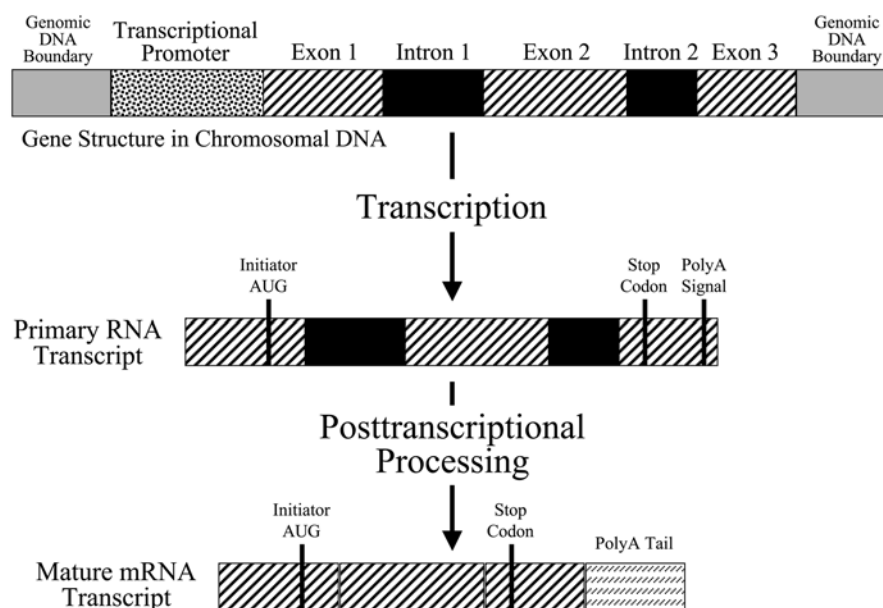 Genomic
DNA
Boundary
Transcriptional
Promoter
Exon 1
Intron 1
Exon 2
Intron 2
Exon 3
Genomic
DNA
Boundary
Gene Structure in Chromosomal DNA
Transcription
Initiator
AUG
Stop
Codon
PolyA
Signal
Primary RNA
Transcript
Posttranscriptional
Processing
Initiator
AUG
Stop
Codon
PolyA Tail
Mature mRNA
Transcript